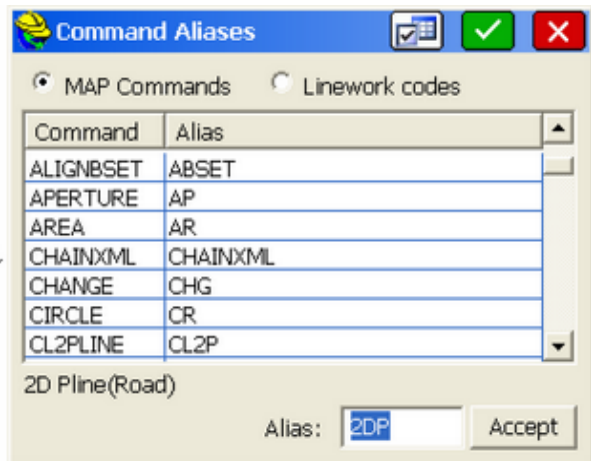 Command Aliases
MAP Commands Linework codes
Command Alias
ALIGNBSET ABSET
APERTURE AP
AREA AR
CHAINXML CHAINXML
CHANGE CHG
CIRCLE CR
CL2PLINE CL2P
2D Pline(Road)
Alias: 2DP Accept